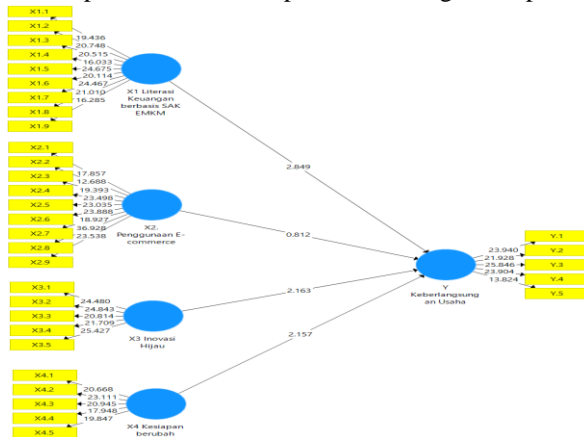 X1.1
X1.2
X1.3
X1.4
X1.5
X1.6
X1.7
X1.8
X1.9
19.436
20.748
20.515
16.033
24.675
20.114
24.467
21.010
16.285
X1 Literasi
Keuangan
berbasis SAK
EMKM
2.849
X2.1
X2.2
X2.3
X2.4
X2.5
X2.6
X2.7
X2.8
X2.9
17.857
12.688
19.393
23.498
23.035
23.888
18.927
36.928
23.538
X2.
Penggunaan E-
commerce
0.812
X3.1
X3.2
X3.3
X3.4
X3.5
24.480
24.843
20.814
21.709
25.427
X3 Inovasi
Hijau
2.163
X4.1
X4.2
X4.3
X4.4
X4.5
20.668
23.111
20.945
17.948
19.847
X4 Kesiapan
berubah
2.157
Y
Keberlangsung
an Usaha
23.940
21.928
25.846
23.904
13.824
Y.1
Y.2
Y.3
Y.4
Y.5